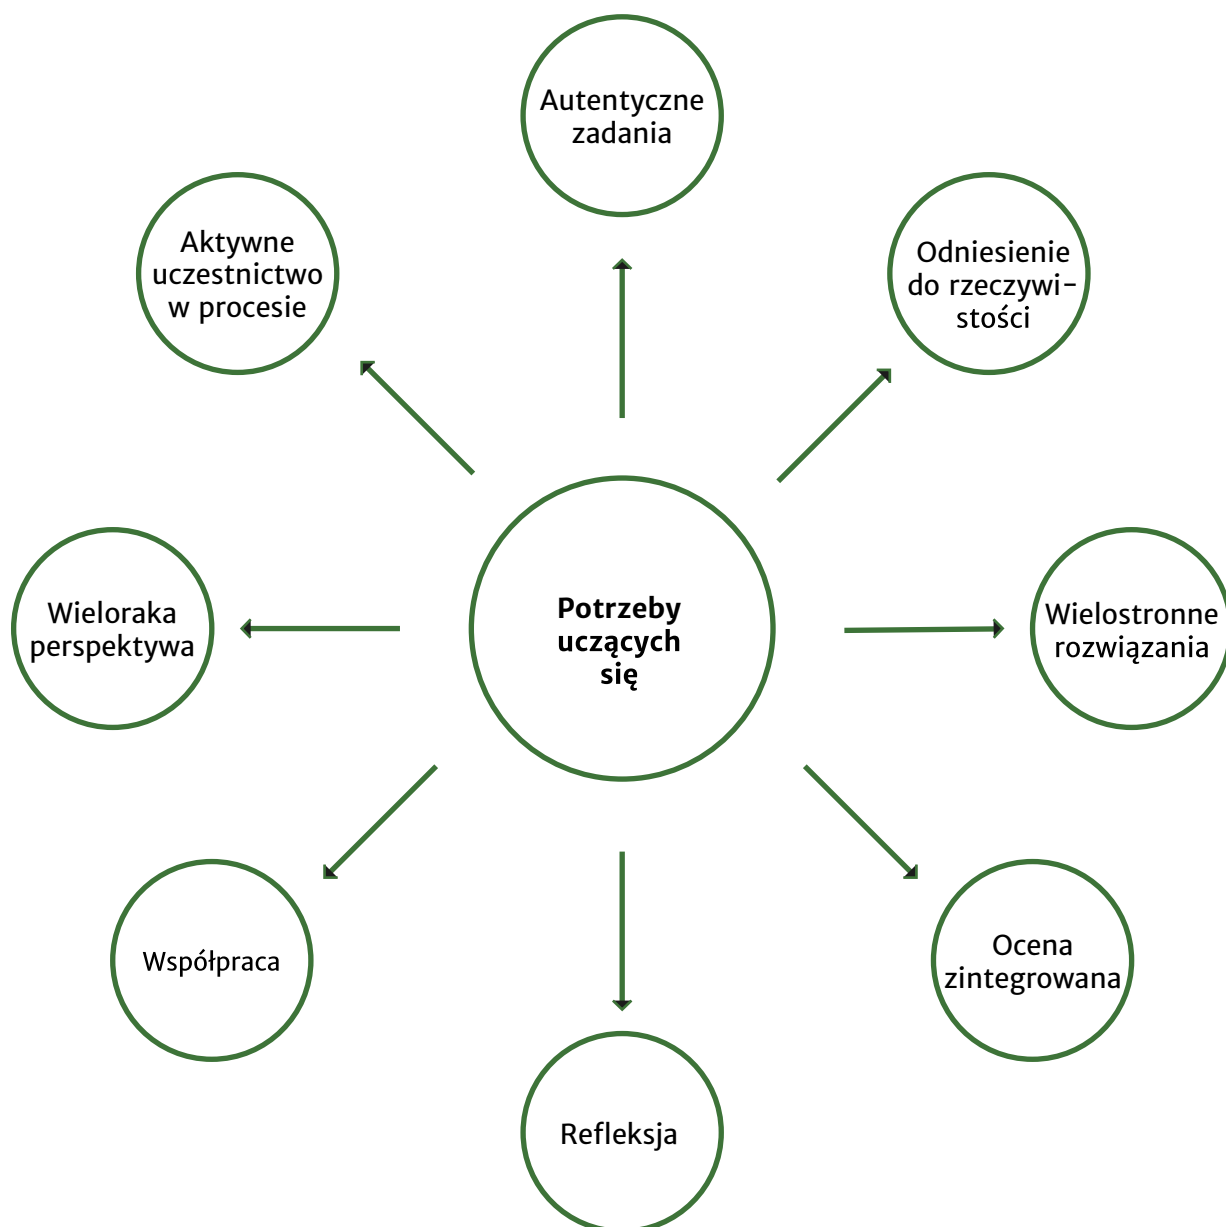 Autentyczne
zadania
Aktywne
uczestnictwo
w procesie
Odniesienie
do rzeczywi-
stości
Wieloraka
perspektywa
Potrzeby
uczących
się
Wielostronne
rozwiązania
Współpraca
Ocena
zintegrowana
Refleksja